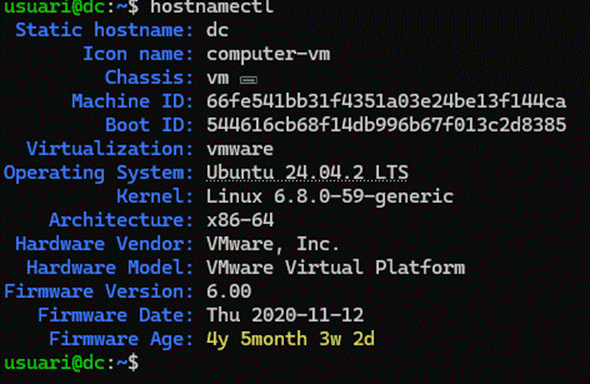 usuari@dc:~$ hostnamectl
Static hostname: dc
Icon name: computer-vm
Chassis: vm 🖴
Machine ID: 66fe541bb31f4351a03e24be13f144ca
Boot ID: 544616cb68f14db996b67f013c2d8385
Virtualization: vmware
Operating System: Ubuntu 24.04.2 LTS
Kernel: Linux 6.8.0-59-generic
Architecture: x86-64
Hardware Vendor: VMware, Inc.
Hardware Model: VMware Virtual Platform
Firmware Version: 6.00
Firmware Date: Thu 2020-11-12
Firmware Age: 4y 5month 3w 2d
usuari@dc:~$